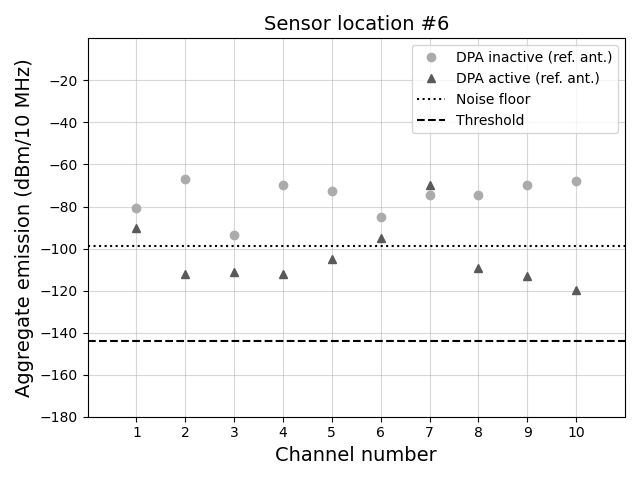 Sensor location #6
DPA inactive (ref. ant.)
DPA active (ref. ant.)
Noise floor
Threshold
Aggregate emission (dBm/10 MHz)
−20
−40
−60
−80
−100
−120
−140
−160
−180
1 2 3 4 5 6 7 8 9 10
Channel number